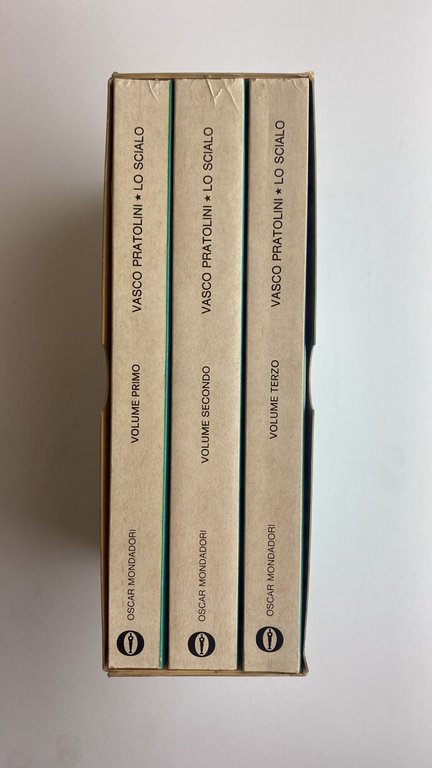 VASCO PRATOLINI ★ LO SCIALO
VOLUME PRIMO
OSCAR MONDADORI
VASCO PRATOLINI ★ LO SCIALO
VOLUME SECONDO
OSCAR MONDADORI
VASCO PRATOLINI ★ LO SCIALO
VOLUME TERZO
OSCAR MONDADORI